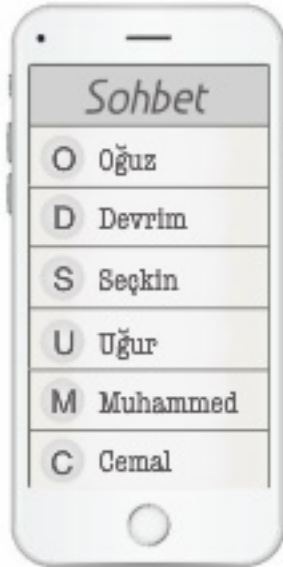 Sohbet
O Oğuz
D Devrim
S Seçkin
U Uğur
M Muhammed
C Cemal